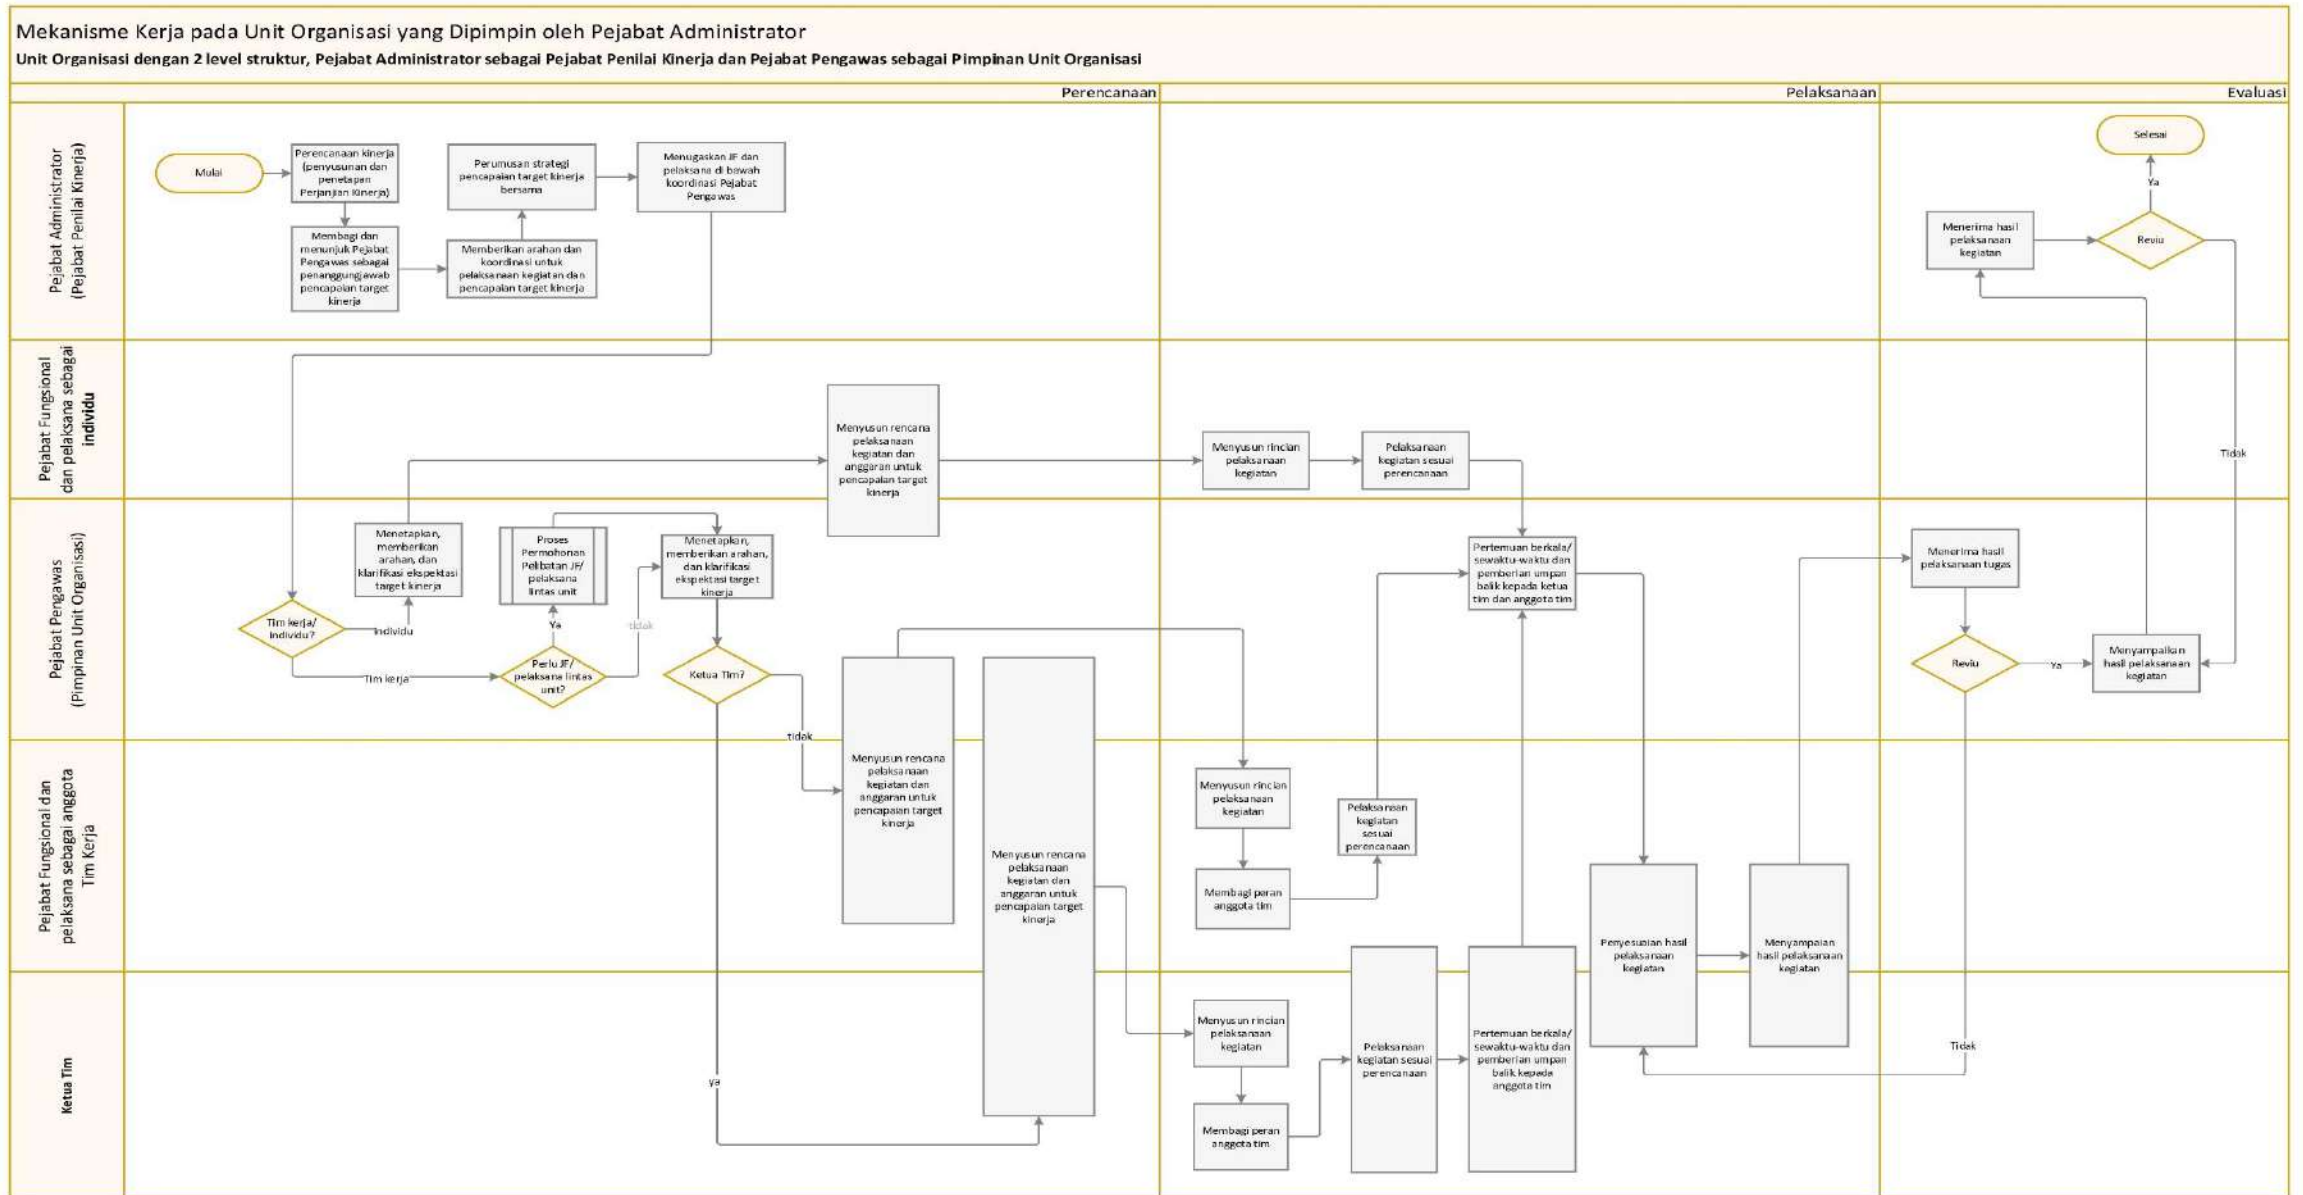 Mekanisme Kerja pada Unit Organisasi yang Dipimpin oleh Pejabat Administrator
Unit Organisasi dengan 2 level struktur, Pejabat Administrator sebagai Pejabat Penilai Kinerja dan Pejabat Pengawas sebagai Pimpinan Unit Organisasi
Perencanaan
Pelaksanaan
Evaluasi
Pejabat Administrator
(Pejabat Penilai Kinerja)
Mulai
Perencanaan kinerja
(penyusunan dan
penetapan
Perjanjian Kinerja)
Membagi dan
menunjuk Pejabat
Pengawas sebagai
penanggungjawab
pencapaian target
kinerja
Perumusan strategi
pencapaian target kinerja
bersama
Memberikan arahan dan
koordinasi untuk
pelaksanaan kegiatan dan
pencapaian target kinerja
Menugaskan JF dan
pelaksana di bawah
koordinasi Pejabat
Pengawas
Selesai
Ya
Menerima hasil
pelaksanaan
kegiatan
Reviu
Tidak
Pejabat Fungsional
dan pelaksana sebagai
individu
Menyusun rencana
pelaksanaan
kegiatan dan
anggaran untuk
pencapaian target
kinerja
Menyusun rincian
pelaksanaan
kegiatan
Pelaksanaan
kegiatan sesuai
perencanaan
Pejabat Pengawas
(Pimpinan Unit Organisasi)
Tim kerja/
individu?
Individu
Tim kerja
Menetapkan,
memberikan
arahan, dan
klarifikasi ekspektasi
target kinerja
Proses
Permohonan
Pelibatan JF/
pelaksana
lintas unit
Ya
tidak
Perlu JF/
pelaksana lintas
unit?
Menetapkan,
memberikan arahan,
dan klarifikasi
ekspektasi target
kinerja
Ketua Tim?
tidak
ya
Pertemuan berkala/
sewaktu-waktu dan
pemberian umpan
balik kepada ketua
tim dan anggota tim
Menerima hasil
pelaksanaan tugas
Reviu
Ya
Tidak
Menyampaikan
hasil pelaksanaan
kegiatan
Pejabat Fungsional dan
pelaksana sebagai anggota
Tim Kerja
Menyusun rencana
pelaksanaan
kegiatan dan
anggaran untuk
pencapaian target
kinerja
Menyusun rencana
pelaksanaan
kegiatan dan
anggaran untuk
pencapaian target
kinerja
Menyusun rincian
pelaksanaan
kegiatan
Membagi peran
anggota tim
Pelaksanaan
kegiatan
sesuai
perencanaan
Penyesuaian hasil
pelaksanaan
kegiatan
Menyampaian
hasil pelaksanaan
kegiatan
Ketua Tim
Menyusun rincian
pelaksanaan
kegiatan
Membagi peran
anggota tim
Pelaksanaan
kegiatan sesuai
perencanaan
Pertemuan berkala/
sewaktu-waktu dan
pemberian umpan
balik kepada
anggota tim